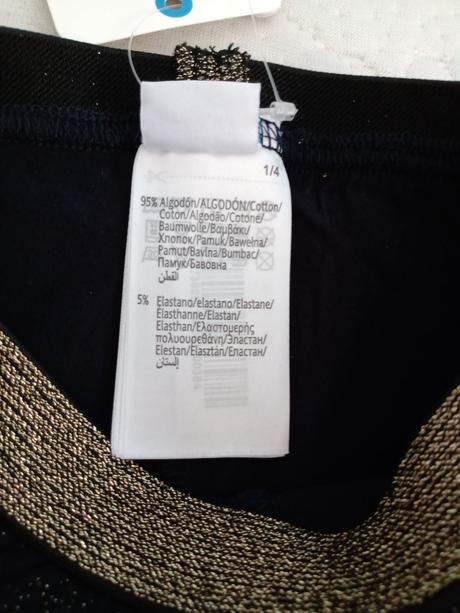 1/4
95% Algodón/ALGODÓN/Cotton/
Coton/Algodão/Cotone/
Baumwolle/Βαμβάκι/
Хлопок/Pamuk/Bawełna/
Pamut/Bavlna/Bumbac/
Памук/Бавовна
القطن
5% Elastano/elastano/Elastane/
Élasthanne/Elastan/
Elasthan/Ελαστομερής
πολυουρεθάνη/Эластан/
Elestan/Elasztán/Еластан/
إلستان